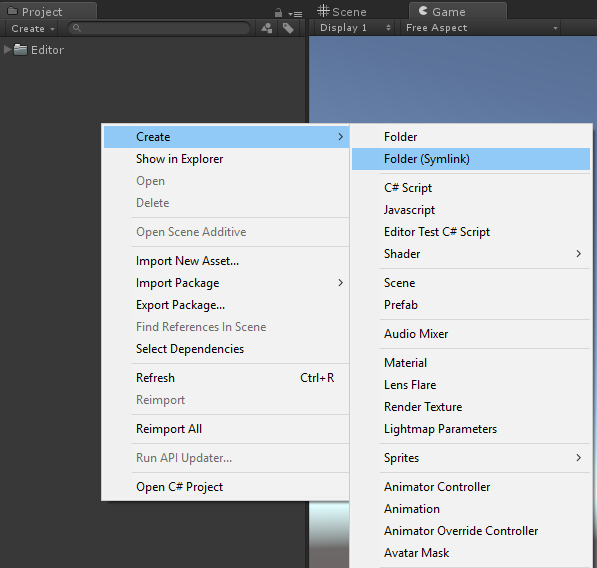 Project
Create
Editor
Scene
Game
Display 1
Free Aspect
Create
Show in Explorer
Open
Delete
Open Scene Additive
Import New Asset...
Import Package
Export Package...
Find References In Scene
Select Dependencies
Refresh Ctrl+R
Reimport
Reimport All
Run API Updater...
Open C# Project
Folder
Folder (Symlink)
C# Script
Javascript
Editor Test C# Script
Shader
Scene
Prefab
Audio Mixer
Material
Lens Flare
Render Texture
Lightmap Parameters
Sprites
Animator Controller
Animation
Animator Override Controller
Avatar Mask